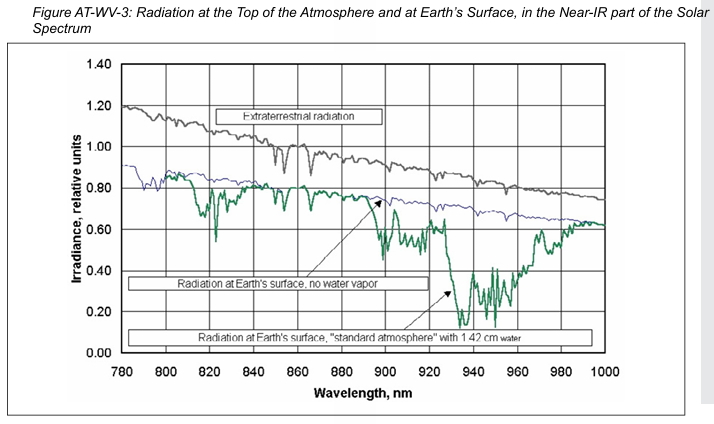 Figure AT-WV-3: Radiation at the Top of the Atmosphere and at Earth's Surface, in the Near-IR part of the Solar
Spectrum
1.40
1.20
1.00
0.80
0.60
0.40
0.20
0.00
Irradiance, relative units
Extraterrestrial radiation
Radiation at Earth's surface, no water vapor
Radiation at Earth's surface, "standard atmosphere" with 1.42 cm water
780 800 820 840 860 880 900 920 940 960 980 1000
Wavelength, nm